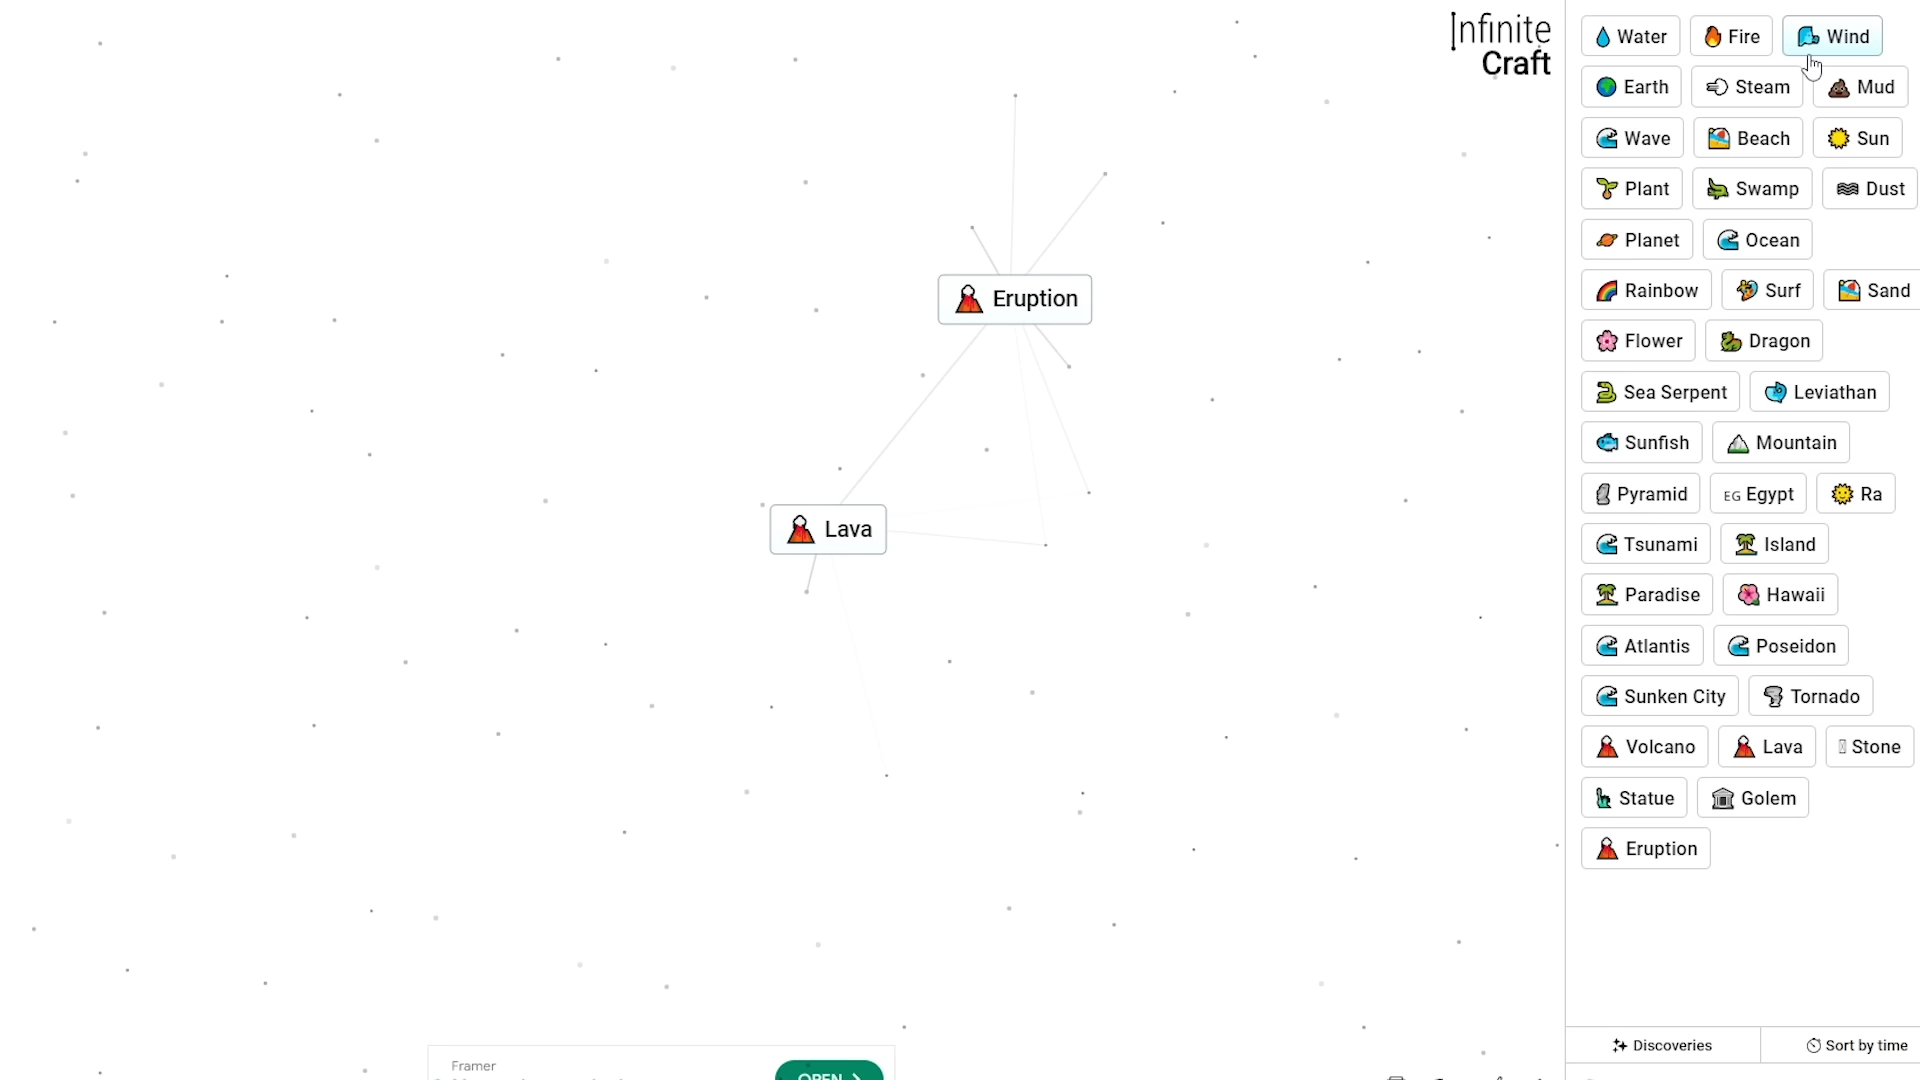 Infinite
Craft
Eruption
Lava
Water Fire Wind
Earth Steam Mud
Wave Beach Sun
Plant Swamp Dust
Planet Ocean
Rainbow Surf Sand
Flower Dragon
Sea Serpent Leviathan
Sunfish Mountain
Pyramid EG Egypt Ra
Tsunami Island
Paradise Hawaii
Atlantis Poseidon
Sunken City Tornado
Volcano Lava Stone
Statue Golem
Eruption
Discoveries Sort by time
Framer
OPEN